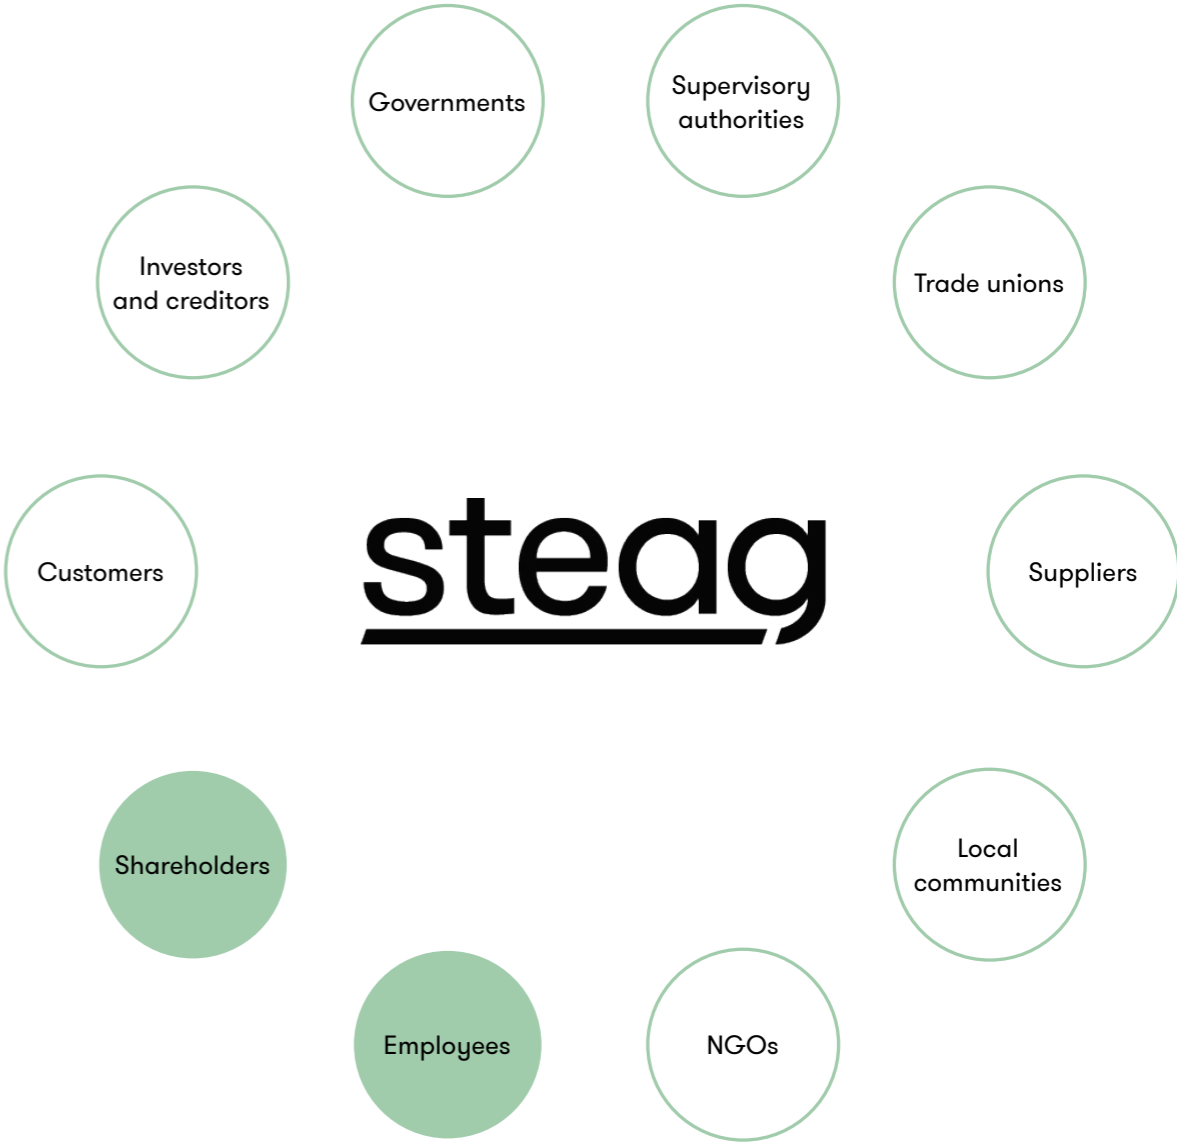 Governments
Supervisory
authorities
Investors
and creditors
Trade unions
Customers
steag
Suppliers
Shareholders
Local
communities
Employees
NGOs